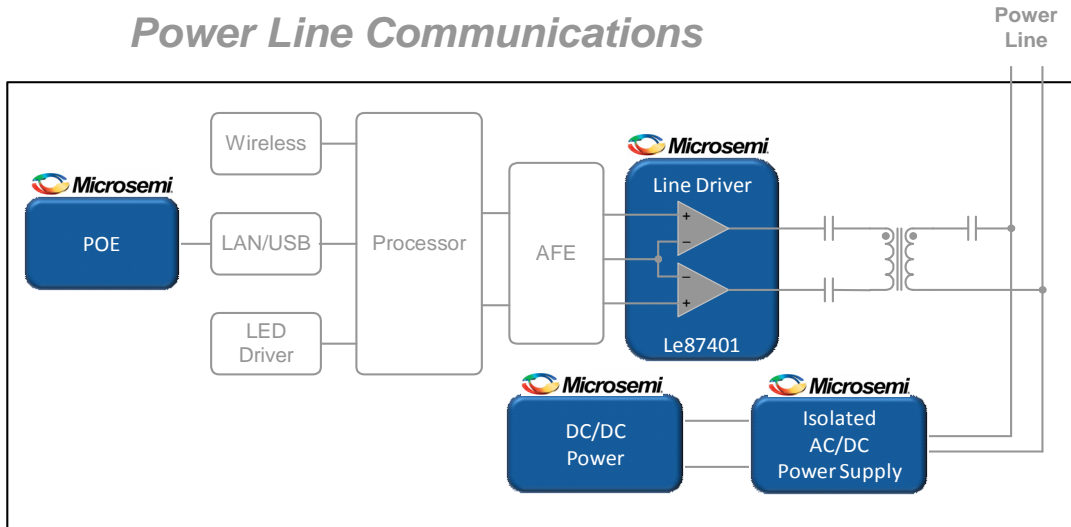 Power Line Communications
Power
Line
Microsemi
POE
Wireless
LAN/USB
LED
Driver
Processor
AFE
Microsemi
Line Driver
+
−
−
+
Le87401
Microsemi
DC/DC
Power
Microsemi
Isolated
AC/DC
Power Supply